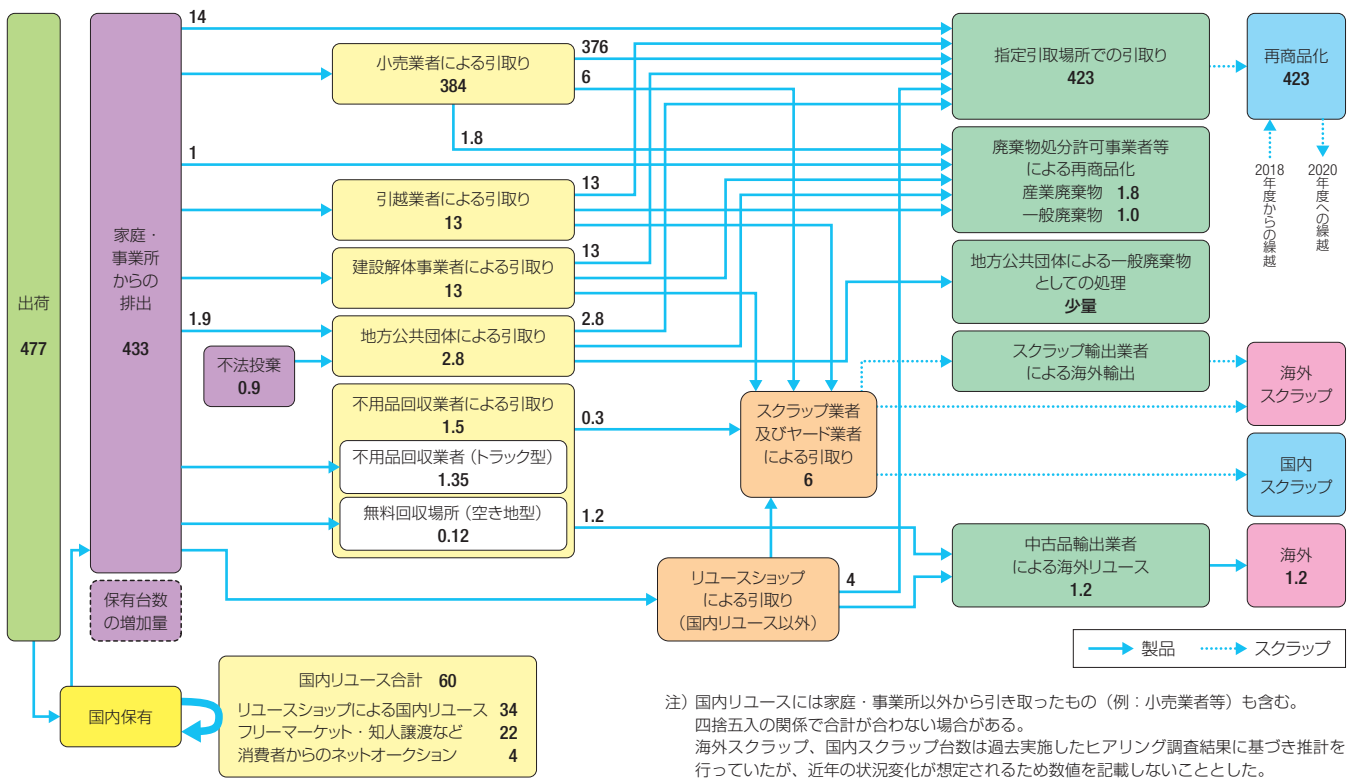 出荷
477
家庭・
事業所
からの
排出
433
保有台数
の増加量
国内保有
14
小売業者による引取り
384
376
6
1.8
1
引越業者による引取り
13
13
建設解体事業者による引取り
13
13
1.9
不法投棄
0.9
地方公共団体による引取り
2.8
2.8
不用品回収業者による引取り
1.5
0.3
不用品回収業者（トラック型）
1.35
無料回収場所（空き地型）
0.12
1.2
スクラップ業者
及びヤード業者
による引取り
6
リユースショップ
による引取り
（国内リユース以外）
4
指定引取場所での引取り
423
廃棄物処分許可事業者等
による再商品化
産業廃棄物 1.8
一般廃棄物 1.0
地方公共団体による一般廃棄物
としての処理
少量
スクラップ輸出業者
による海外輸出
中古品輸出業者
による海外リユース
1.2
再商品化
423
2018年度からの繰越
2020年度への繰越
海外
スクラップ
国内
スクラップ
海外
1.2
製品 スクラップ
国内リユース合計 60
リユースショップによる国内リユース 34
フリーマーケット・知人譲渡など 22
消費者からのネットオークション 4
注）国内リユースには家庭・事業所以外から引き取ったもの（例：小売業者等）も含む。
四捨五入の関係で合計が合わない場合がある。
海外スクラップ、国内スクラップ台数は過去実施したヒアリング調査結果に基づき推計を
行っていたが、近年の状況変化が想定されるため数値を記載しないこととした。